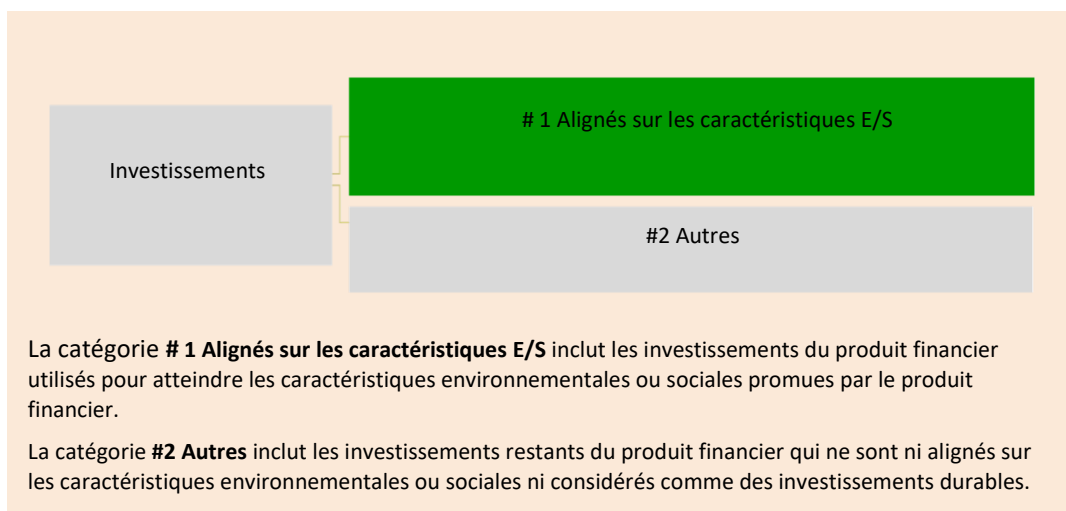 # 1 Alignés sur les caractéristiques E/S
Investissements
#2 Autres
La catégorie # 1 Alignés sur les caractéristiques E/S inclut les investissements du produit financier
utilisés pour atteindre les caractéristiques environnementales ou sociales promues par le produit
financier.
La catégorie #2 Autres inclut les investissements restants du produit financier qui ne sont ni alignés sur
les caractéristiques environnementales ou sociales ni considérés comme des investissements durables.